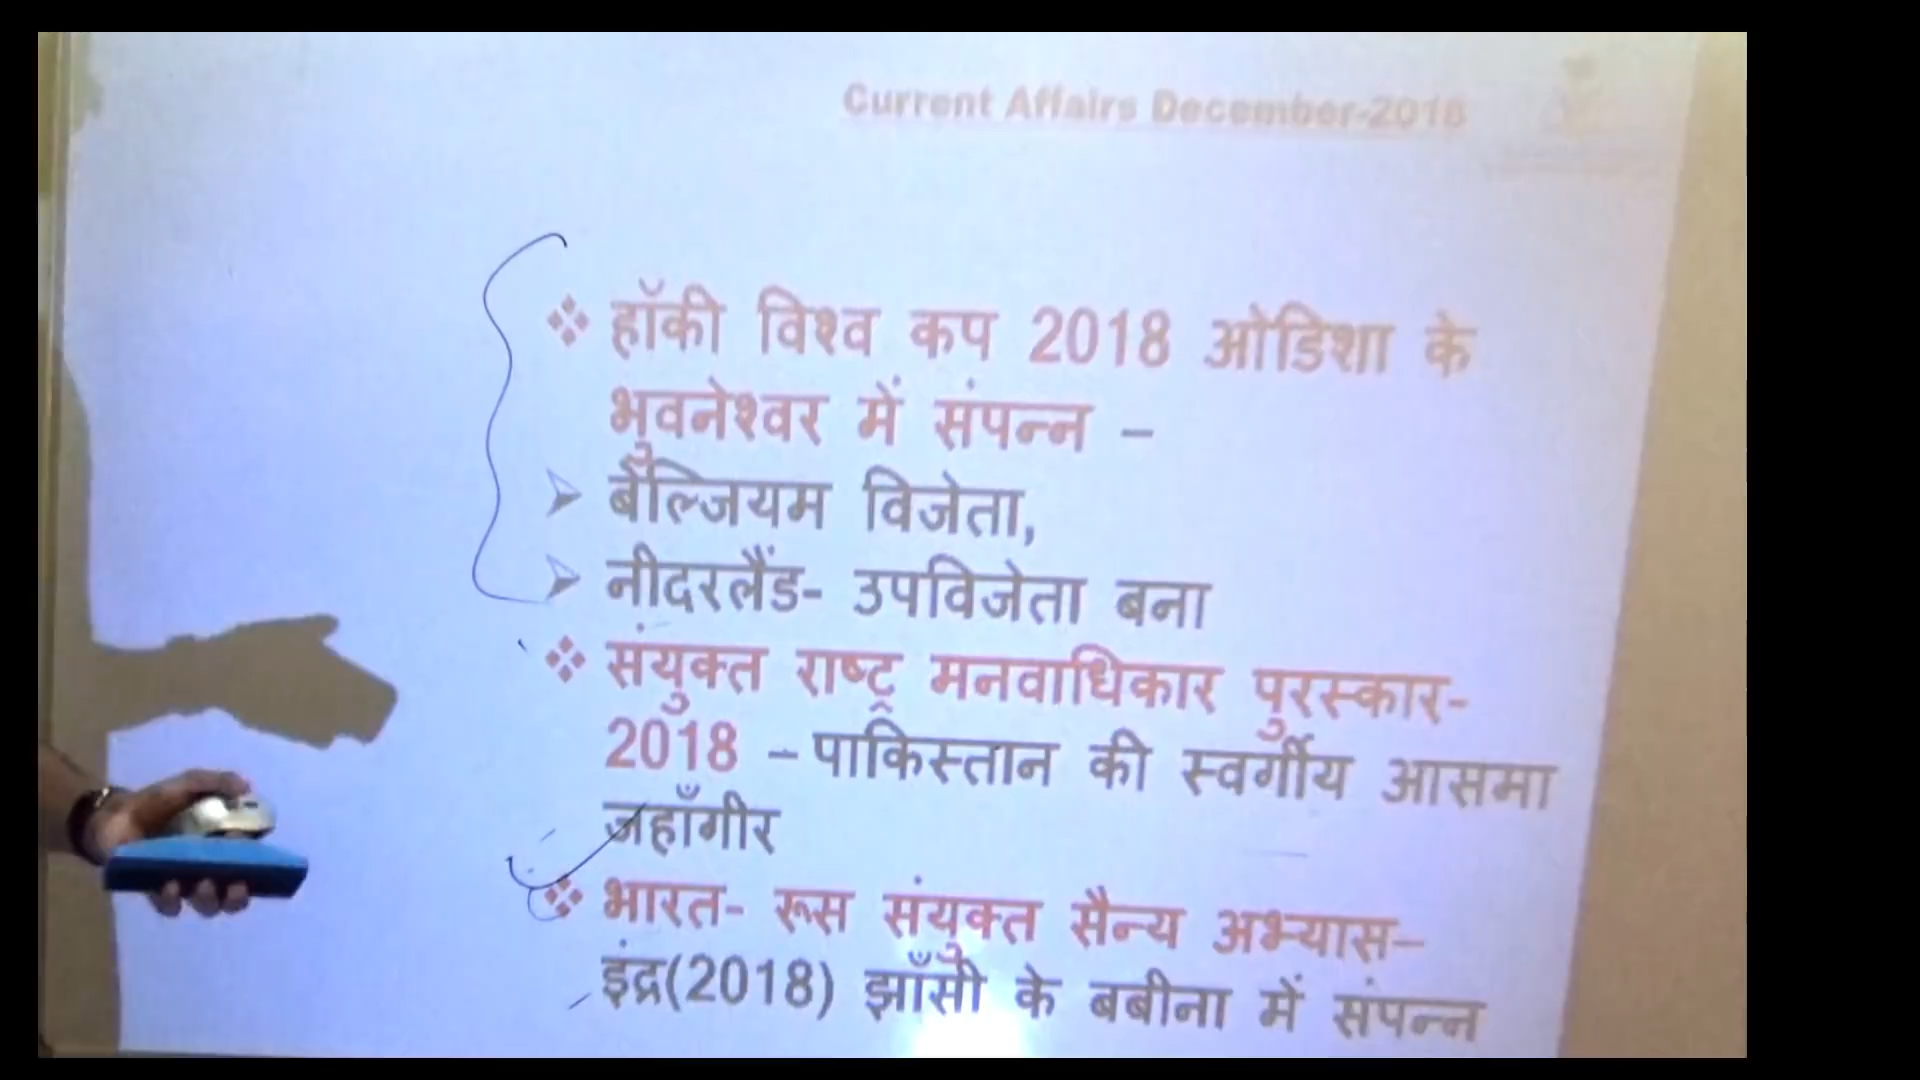 Current Affairs December-2018
❖ हॉकी विश्व कप 2018 ओडिशा के
भुवनेश्वर में संपन्न –
➢ बैल्जियम विजेता,
➢ नीदरलैंड- उपविजेता बना
❖ संयुक्त राष्ट्र मनवाधिकार पुरस्कार-
2018 – पाकिस्तान की स्वर्गीय आसमा
जहाँगीर
❖ भारत- रूस संयुक्त सैन्य अभ्यास–
इंद्र(2018) झाँसी के बबीना में संपन्न